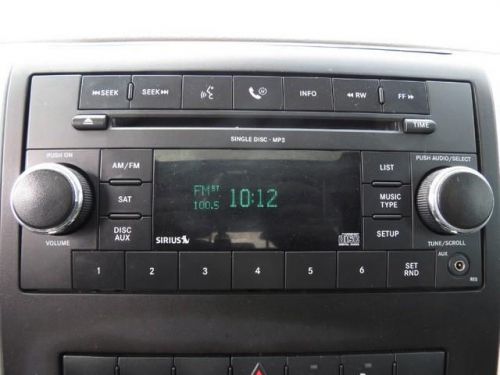 SEEK
SEEK
INFO
RW
FF
TIME
SINGLE DISC - MP3
PUSH ON
VOLUME
AM/FM
SAT
DISC AUX
FM ST
100.5
10:12
SIRIUS
LIST
MUSIC TYPE
SETUP
PUSH AUDIO/SELECT
TUNE/SCROLL
1 2 3 4 5 6
SET RND
AUX